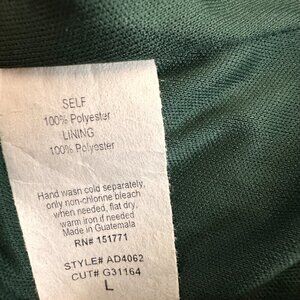 SELF
100% Polyester
LINING
100% Polyester
Hand wash cold separately,
only non-chlorine bleach
when needed, flat dry,
warm iron if needed
Made in Guatemala
RN# 151771
STYLE# AD4062
CUT# G31164
L